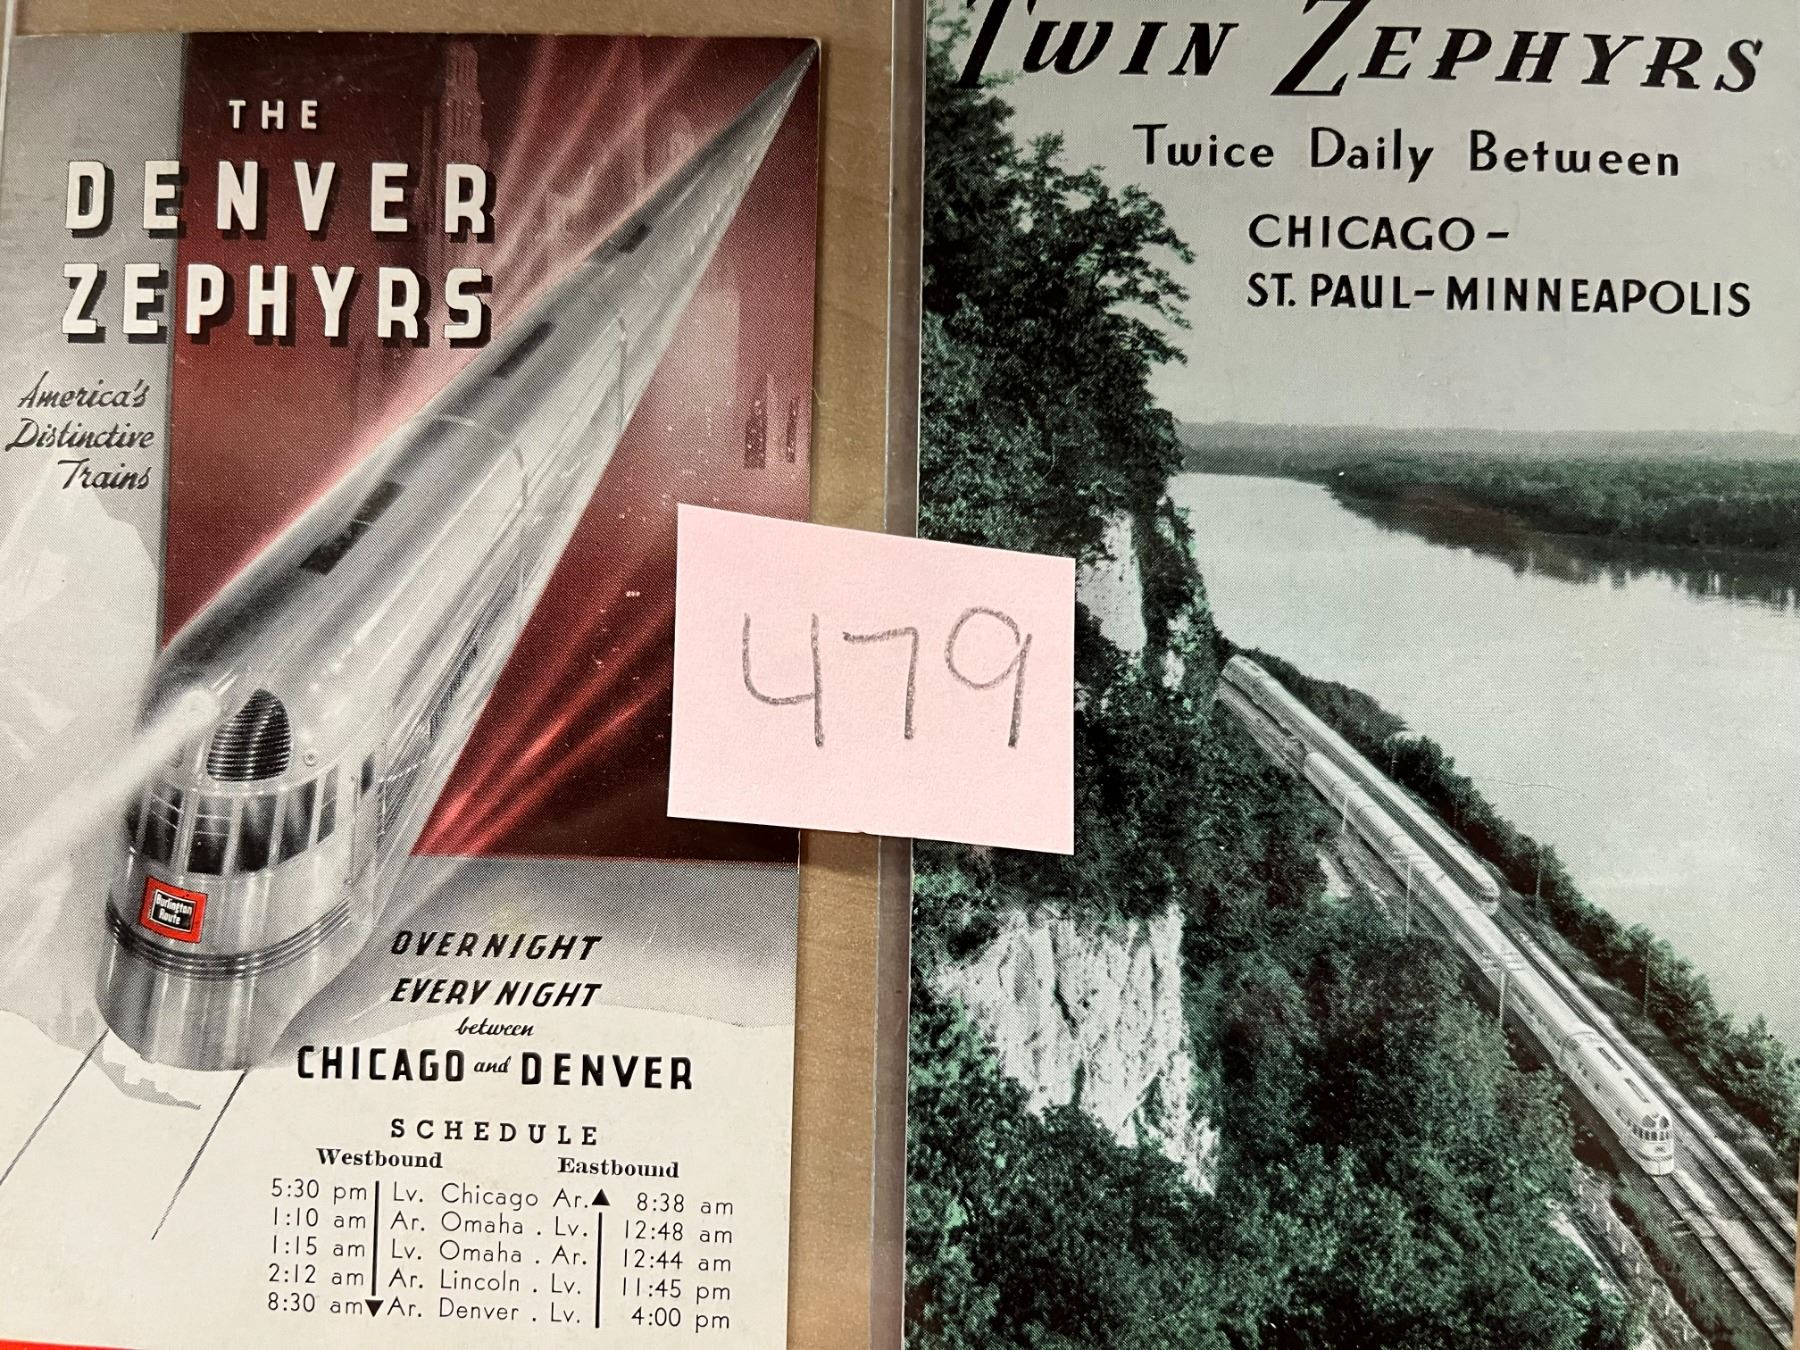 THE
DENVER
ZEPHYRS
America's
Distinctive
Trains
Burlington
Route
OVERNIGHT
EVERY NIGHT
between
CHICAGO and DENVER
SCHEDULE
Westbound Eastbound
5:30 pm Lv. Chicago Ar.▲ 8:38 am
1:10 am Ar. Omaha . Lv. 12:48 am
1:15 am Lv. Omaha . Ar. 12:44 am
2:12 am Ar. Lincoln . Lv. 11:45 pm
8:30 am▼Ar. Denver . Lv. 4:00 pm
479
TWIN ZEPHYRS
Twice Daily Between
CHICAGO-
ST. PAUL-MINNEAPOLIS